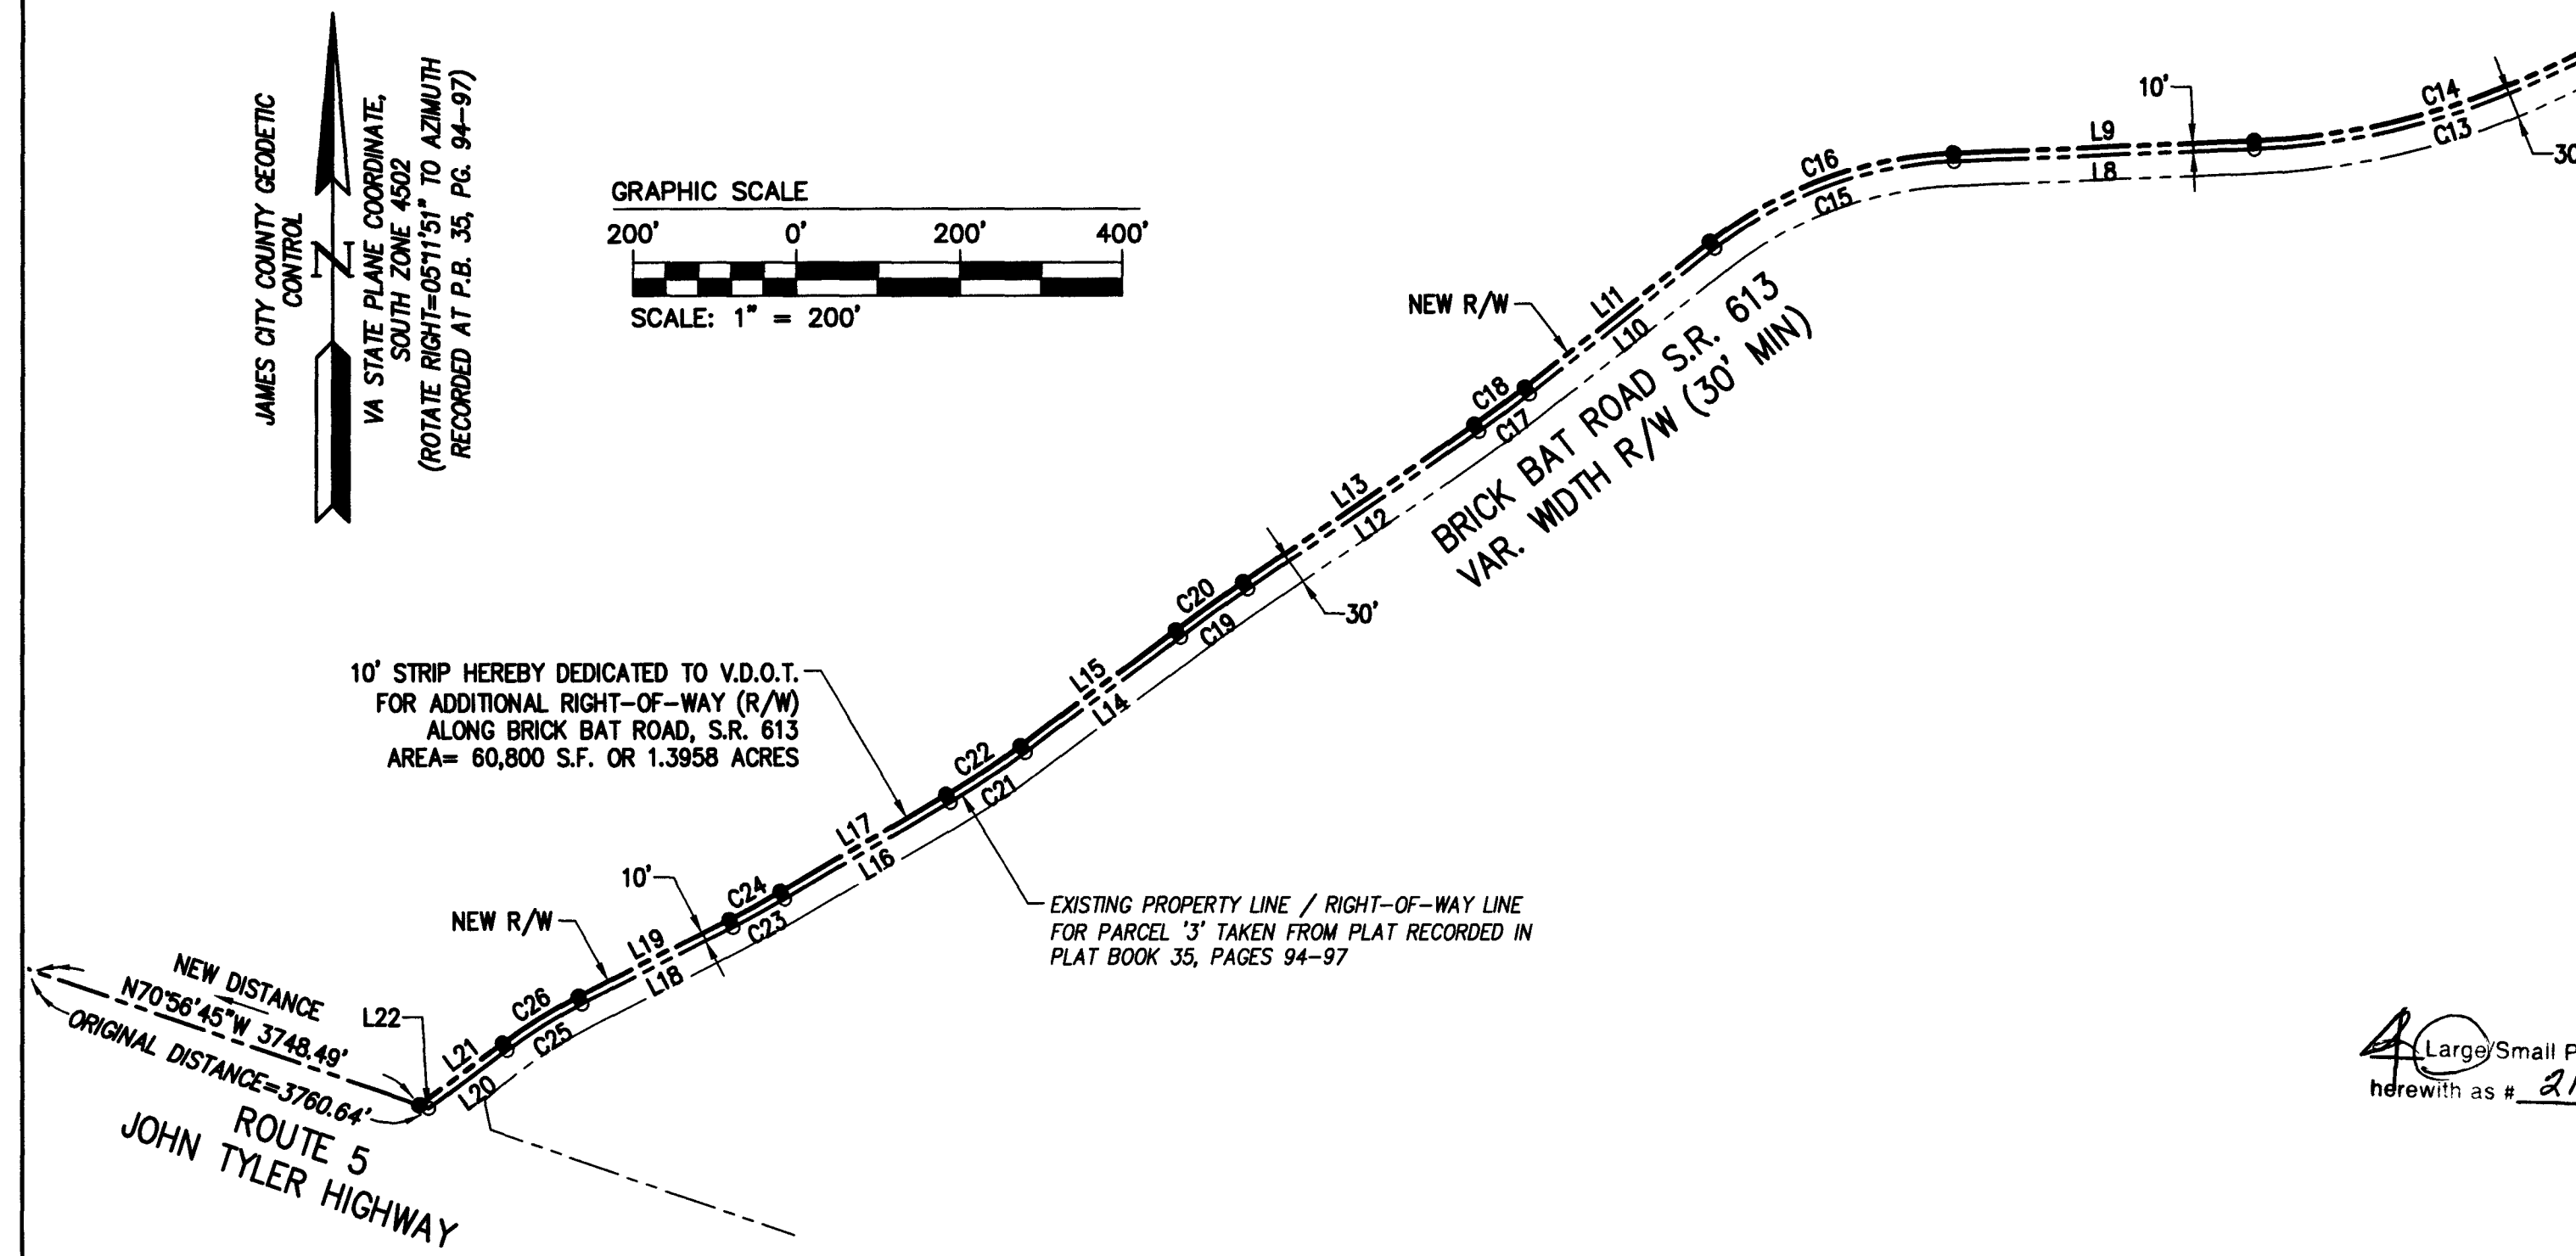 JAMES CITY COUNTY GEODETIC
CONTROL
N
VA STATE PLANE COORDINATE,
SOUTH ZONE 4502
(ROTATE RIGHT=05°11'51" TO AZIMUTH
RECORDED AT P.B. 35, PG. 94-97)
GRAPHIC SCALE
200' 0' 200' 400'
SCALE: 1" = 200'
10'
C14
C13
30
L9
L8
C16
C15
NEW R/W
L11
L10
BRICK BAT ROAD S.R. 613
VAR. WIDTH R/W (30' MIN)
C18
C17
L13
L12
30'
C20
C19
L15
L14
10' STRIP HEREBY DEDICATED TO V.D.O.T.
FOR ADDITIONAL RIGHT-OF-WAY (R/W)
ALONG BRICK BAT ROAD, S.R. 613
AREA= 60,800 S.F. OR 1.3958 ACRES
C22
C21
L17
L16
10'
C24
C23
EXISTING PROPERTY LINE / RIGHT-OF-WAY LINE
FOR PARCEL '3' TAKEN FROM PLAT RECORDED IN
PLAT BOOK 35, PAGES 94-97
NEW R/W
L19
L18
C26
C25
L22
L21
L20
NEW DISTANCE
N70°56'45"W 3748.49'
ORIGINAL DISTANCE=3760.64'
ROUTE 5
JOHN TYLER HIGHWAY
Large/Small P
herewith as # 21